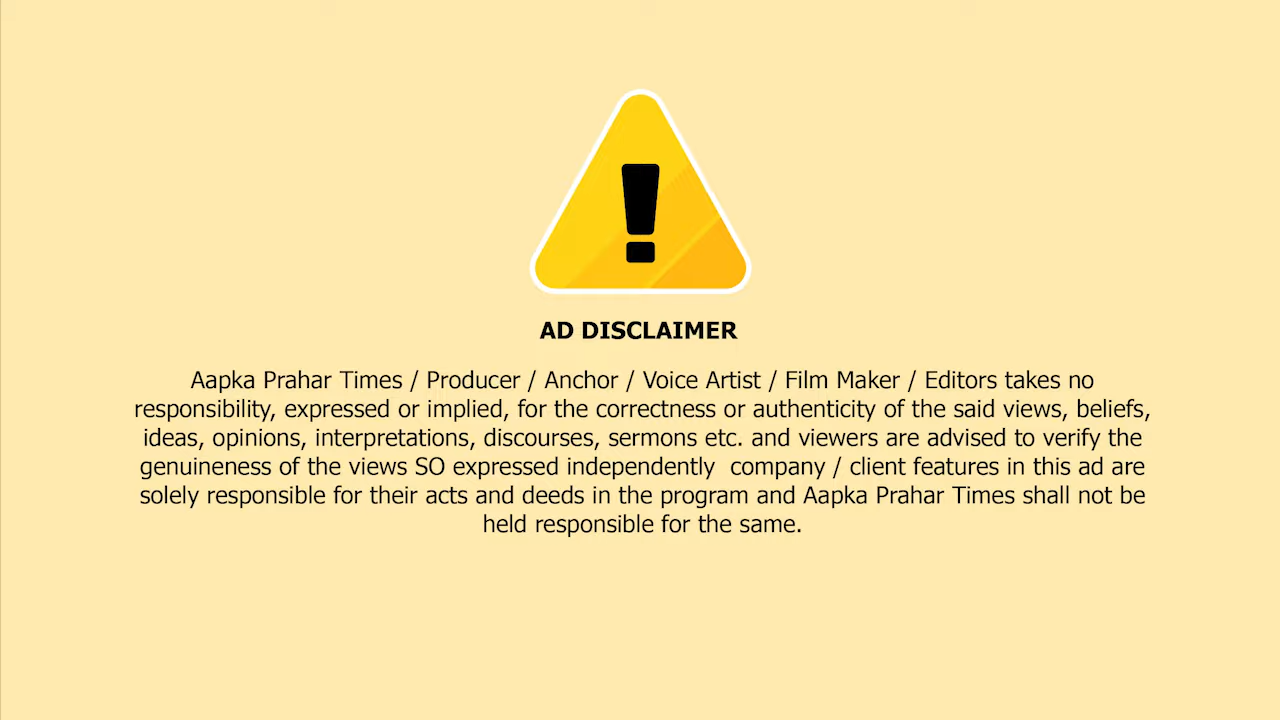 AD DISCLAIMER
Aapka Prahar Times / Producer / Anchor / Voice Artist / Film Maker / Editors takes no
responsibility, expressed or implied, for the correctness or authenticity of the said views, beliefs,
ideas, opinions, interpretations, discourses, sermons etc. and viewers are advised to verify the
genuineness of the views SO expressed independently  company / client features in this ad are
solely responsible for their acts and deeds in the program and Aapka Prahar Times shall not be
held responsible for the same.